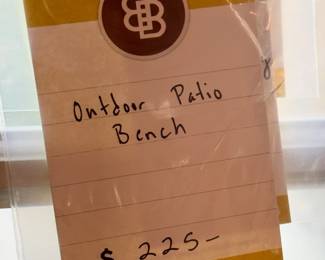 Outdoor Patio
Bench
$ 225-